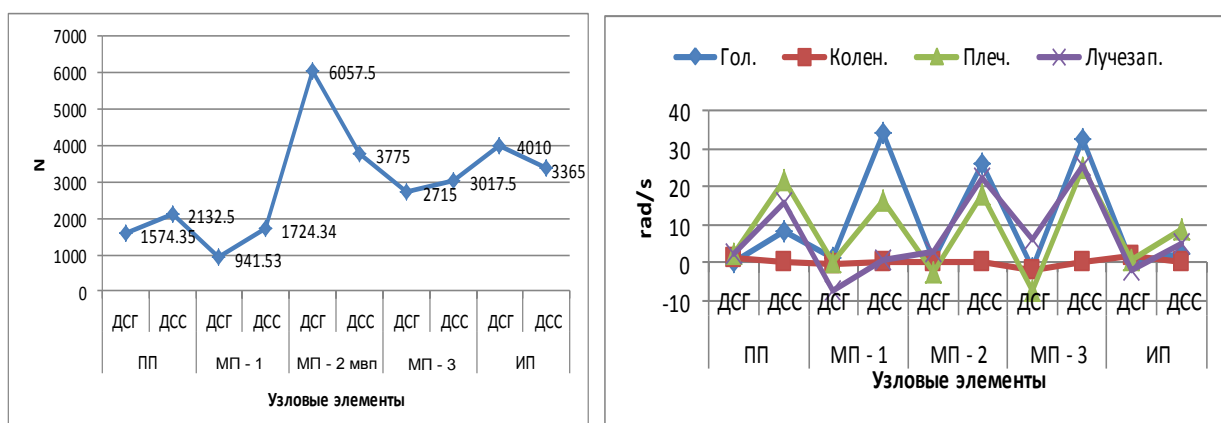 7000
6000
5000
4000
3000
2000
1000
0
N
1574.35
2132.5
941.53
1724.34
6057.5
3775
2715
3017.5
4010
3365
ДСГ ДСС ДСГ ДСС ДСГ ДСС ДСГ ДСС ДСГ ДСС
ПП МП - 1 МП - 2 мвп МП - 3 ИП
Узловые элементы
Гол. Колен. Плеч. Лучезап.
40
30
20
10
0
-10
rad/s
ДСГ ДСС ДСГ ДСС ДСГ ДСС ДСГ ДСС ДСГ ДСС
ПП МП - 1 МП - 2 МП - 3 ИП
Узловые элементы